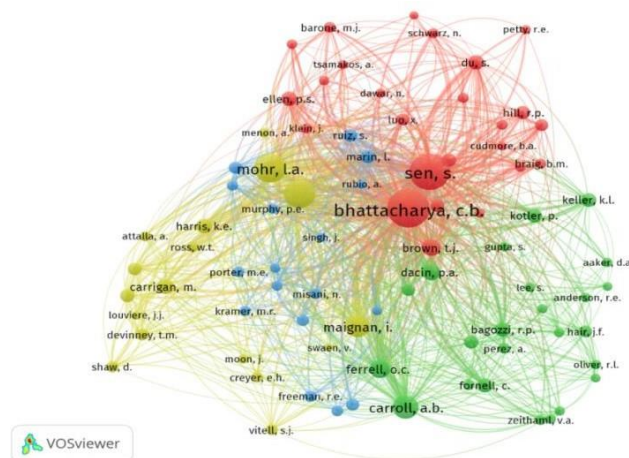 barone, m.j.
schwarz, n.
petty, r.e.
tsamakos, a.
du, s.
dawar, n.
ellen, p.s.
hill, r.p.
luo, x.
menon, a.
klein, j.
ruiz, s.
cudmore, b.a.
marin, l.
braig, b.m.
mohr, l.a.
sen, s.
rubio, a.
keller, k.l.
murphy, p.e.
bhattacharya, c.b.
kotler, p.
harris, k.e.
attalla, a.
singh, j.
ross, w.t.
brown, t.j.
gupta, s.
aaker, d.a
porter, m.e.
dacin, p.a.
carrigan, m.
misani, n.
lee, s.
anderson, r.e.
kramer, m.r.
louviere, j.j.
maignan, i.
bagozzi, r.p.
hair, j.f.
devinney, t.m.
swaen, v.
perez, a.
moon, j.
shaw, d.
ferrell, o.c.
oliver, r.l.
creyer, e.h.
fornell, c.
freeman, r.e.
carroll, a.b.
zeithaml, v.a.
vitell, s.j.
VOSviewer